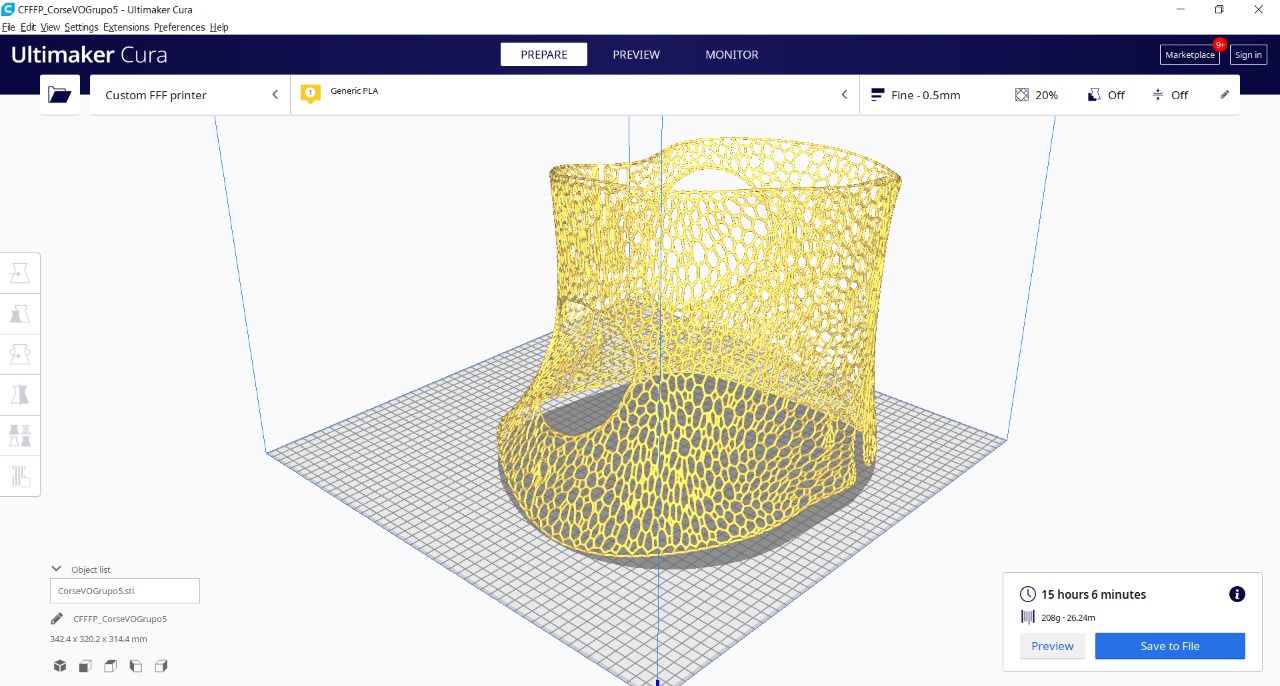 CFFFP_CorseVOGrupo5 - Ultimaker Cura
File Edit View Settings Extensions Preferences Help
Ultimaker Cura
PREPARE
PREVIEW
MONITOR
Marketplace
9+
Sign in
Custom FFF printer
1
Generic PLA
Fine - 0.5mm
20%
Off
Off
Object list
CorseVOGrupo5.stl
CFFFP_CorseVOGrupo5
342.4 x 320.2 x 314.4 mm
15 hours 6 minutes
208g · 26.24m
Preview
Save to File